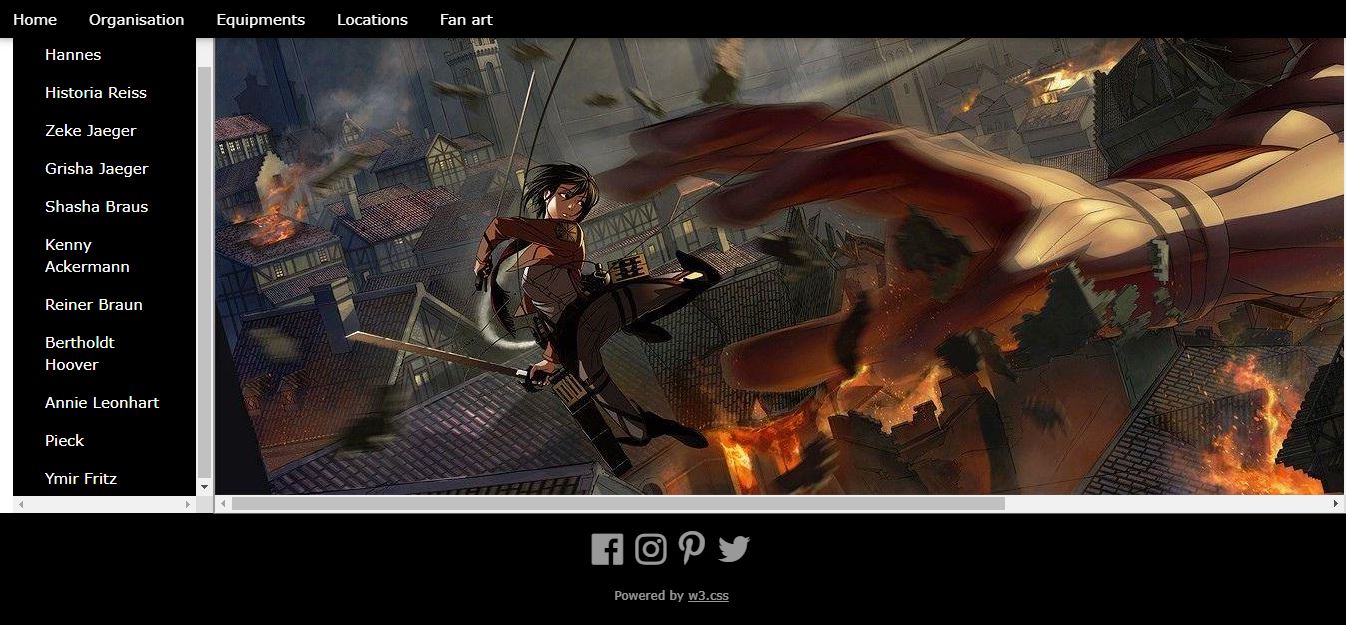 Home Organisation Equipments Locations Fan art
Hannes
Historia Reiss
Zeke Jaeger
Grisha Jaeger
Shasha Braus
Kenny
Ackermann
Reiner Braun
Bertholdt
Hoover
Annie Leonhart
Pieck
Ymir Fritz
Powered by w3.css